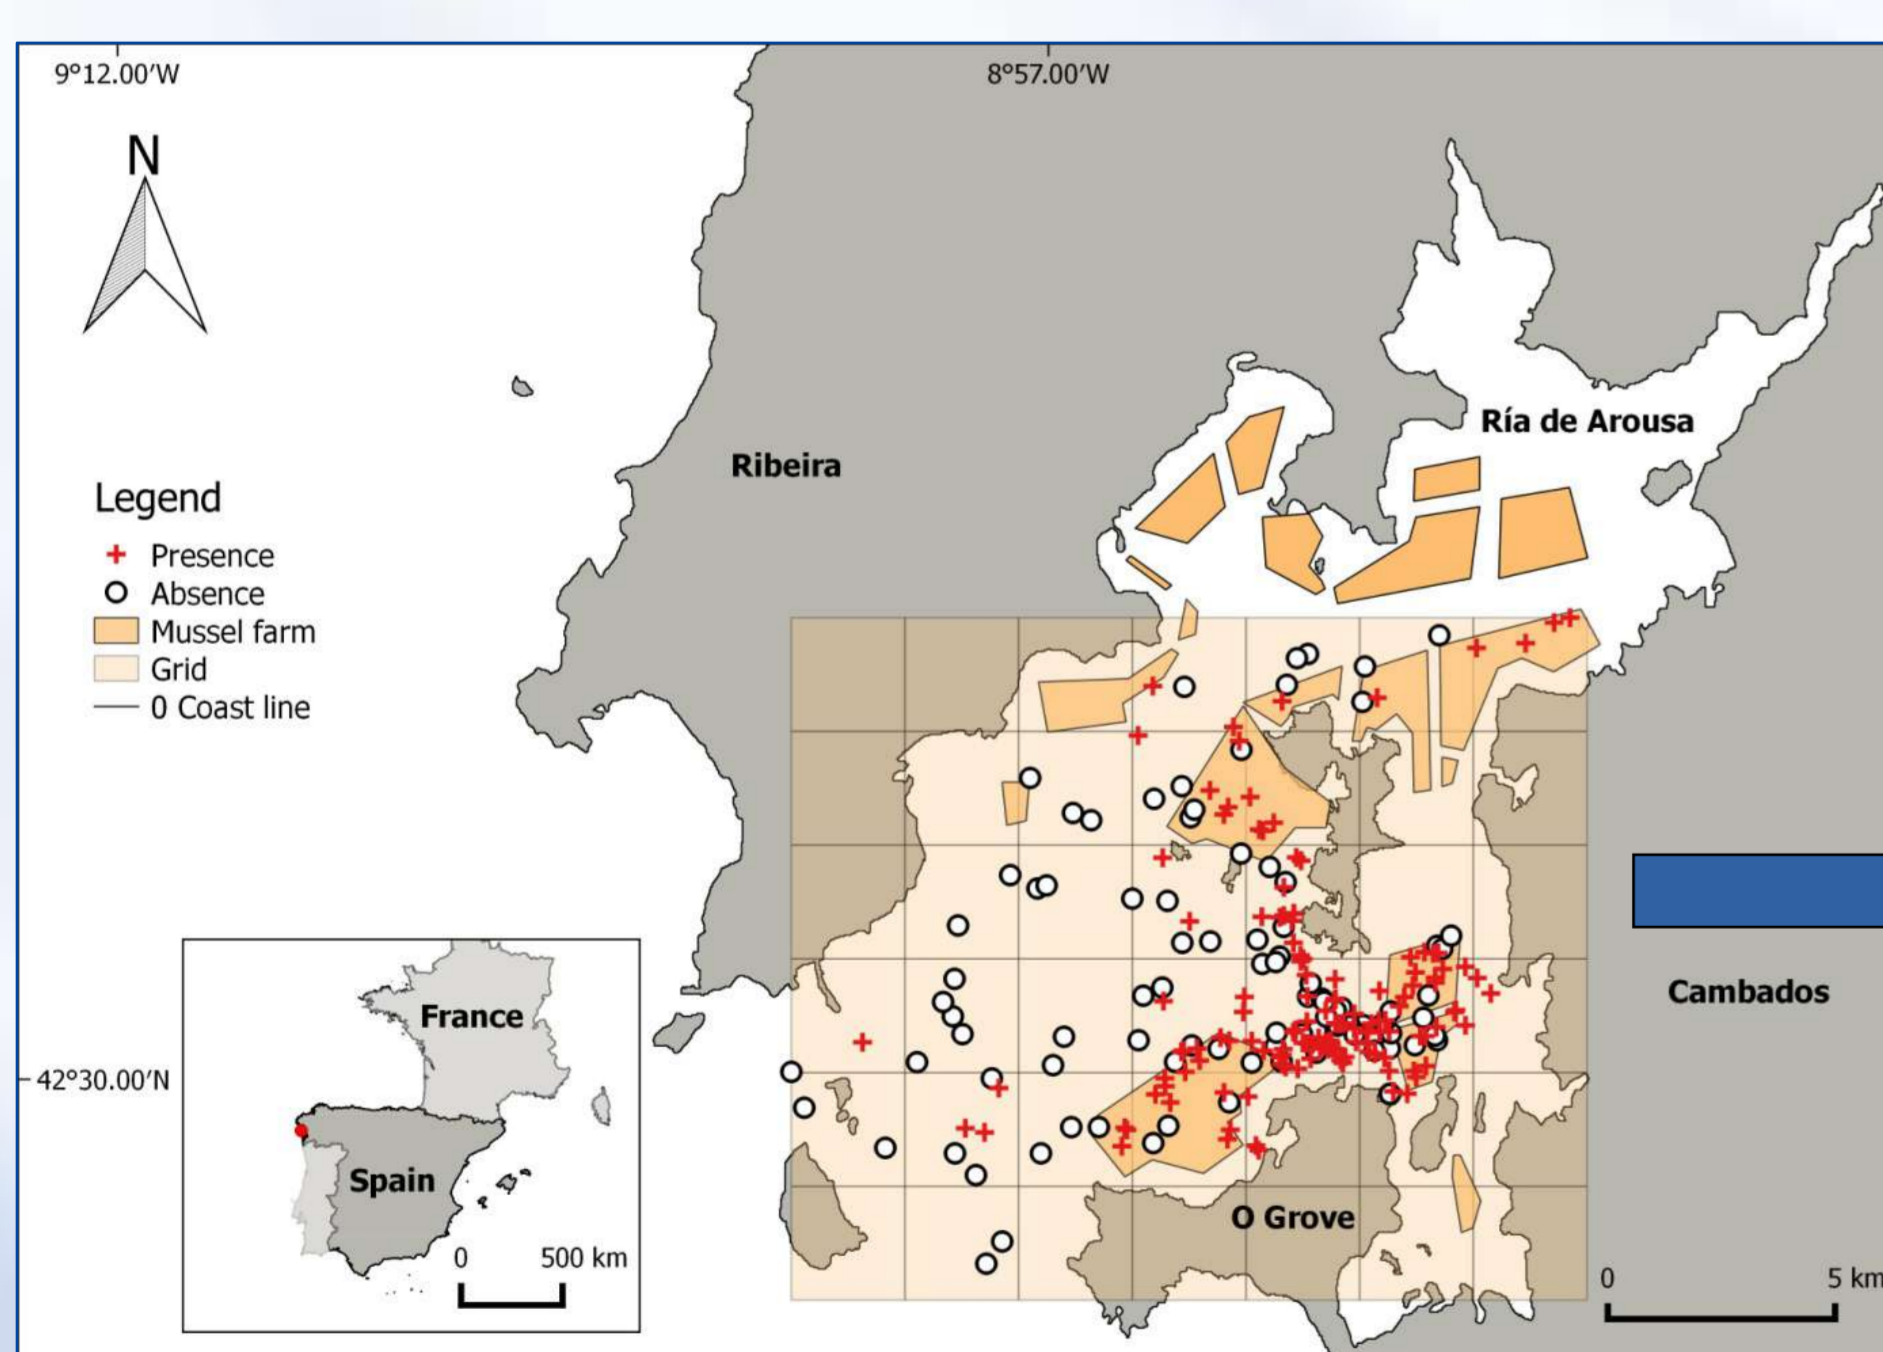 9°12.00′W
8°57.00′W
N
Ría de Arousa
Ribeira
Legend
Presence
Absence
Mussel farm
Grid
0 Coast line
Cambados
France
42°30.00′N
Spain
O Grove
0 500 km
0 5 km